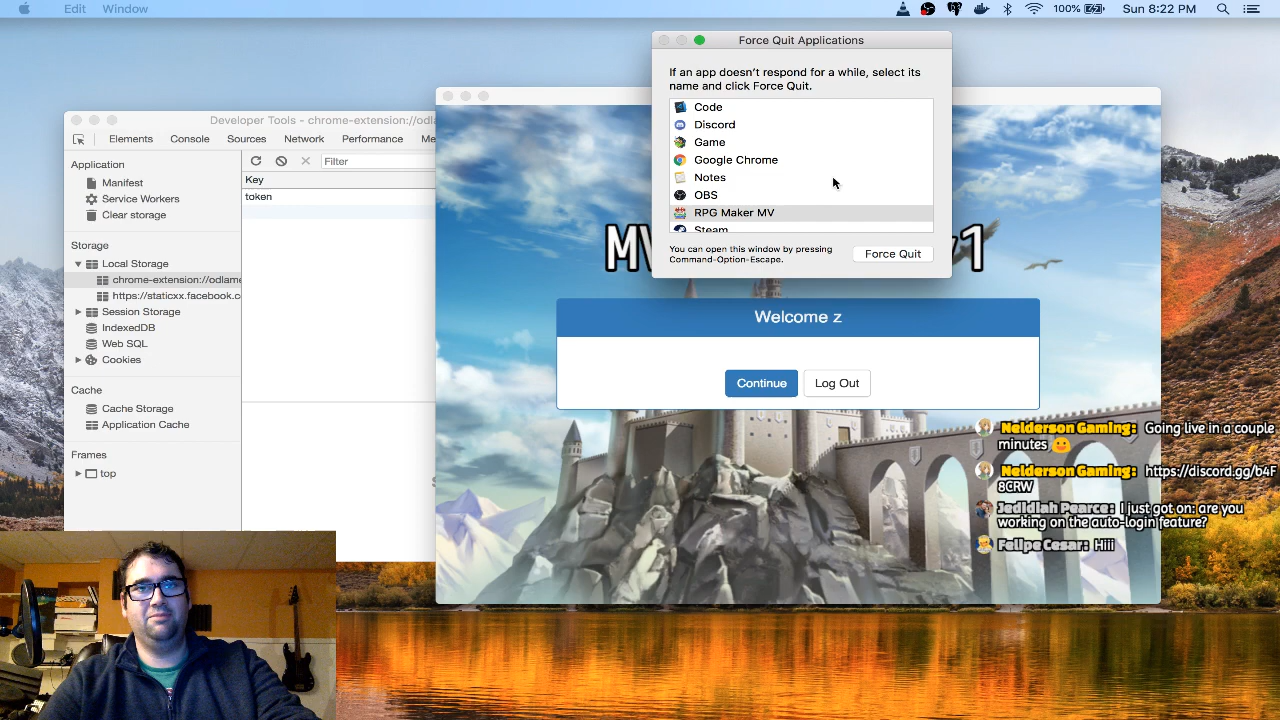 Edit Window
100% Sun 8:22 PM
Force Quit Applications
If an app doesn't respond for a while, select its
name and click Force Quit.
Code
Discord
Game
Google Chrome
Notes
OBS
RPG Maker MV
Steam
You can open this window by pressing
Command-Option-Escape.
Force Quit
Developer Tools - chrome-extension://odla
Elements Console Sources Network Performance Me
Application
Manifest
Service Workers
Clear storage
Storage
Local Storage
chrome-extension://odlame
https://staticxx.facebook.c
Session Storage
IndexedDB
Web SQL
Cookies
Cache
Cache Storage
Application Cache
Frames
top
Filter
Key
token
MV
1
Welcome z
Continue Log Out
Nelderson Gaming: Going live in a couple
minutes
Nelderson Gaming: https://discord.gg/b4F
8CRW
Jedidiah Pearce: I just got on: are you
working on the auto-login feature?
Felipe Cesar: Hiii